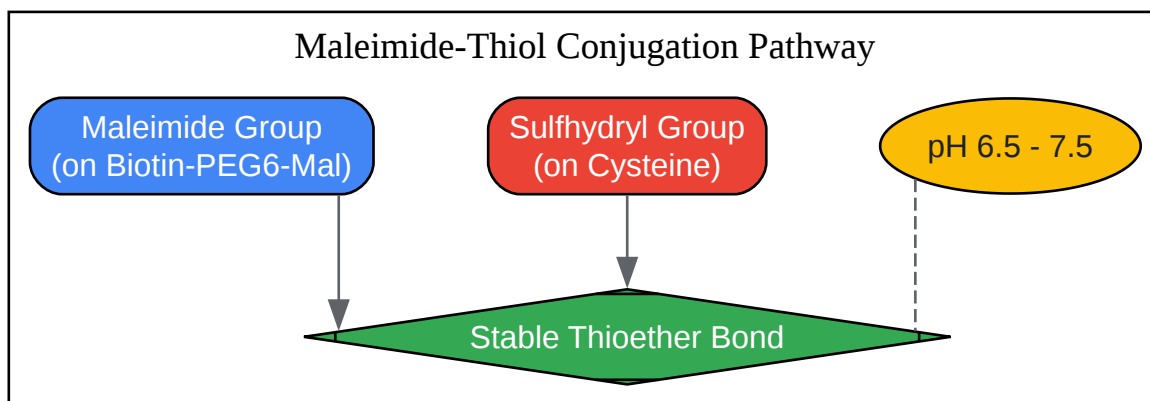 Maleimide-Thiol Conjugation Pathway
Maleimide Group
(on Biotin-PEG6-Mal)
Sulfhydryl Group
(on Cysteine)
pH 6.5 - 7.5
Stable Thioether Bond